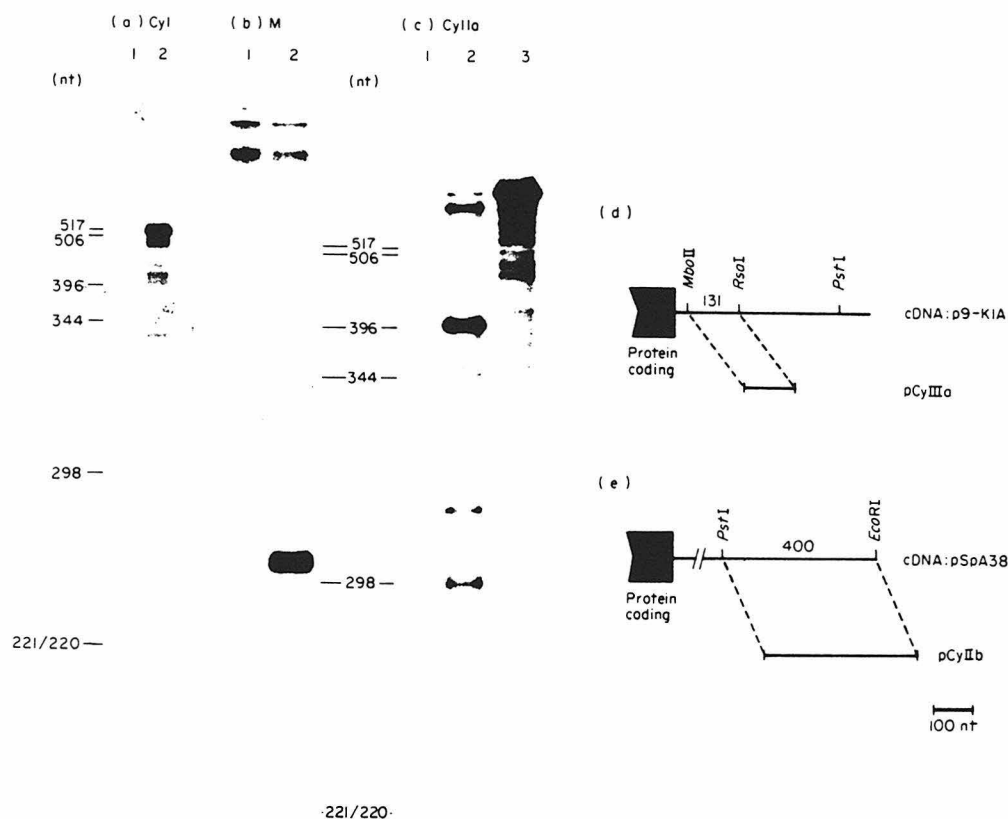 (a) CyI
1 2
(nt)
517
506
396
344
298
221/220
(b) M
1 2
(c) CyIIa
1 2 3
(nt)
517
506
396
344
298
221/220
(d)
MboII
RsaI
PstI
131
cDNA:p9-K1A
Protein
coding
pCyIIIa
(e)
PstI
EcoRI
400
cDNA:pSpA38
Protein
coding
pCyIIb
100 nt